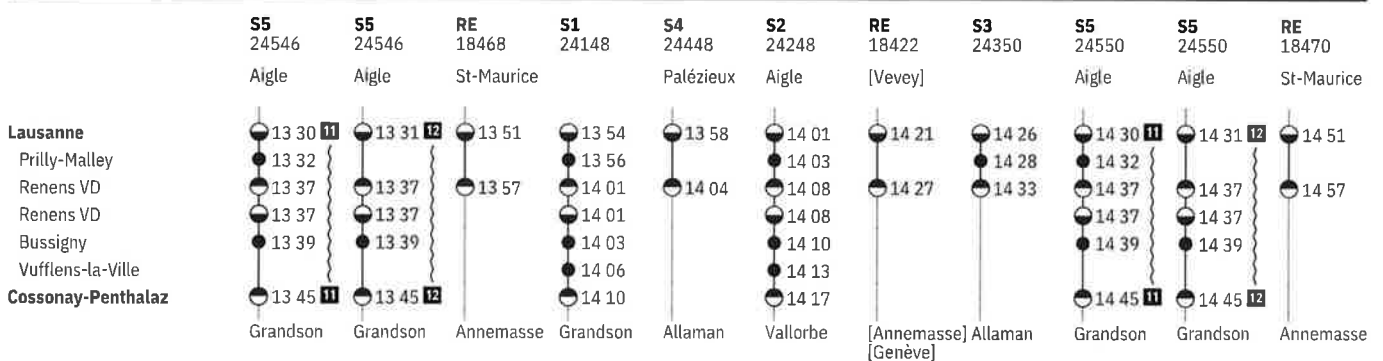 S5 S5 RE S1 S4 S2 RE S3 S5 S5 RE
24546 24546 18468 24148 24448 24248 18422 24350 24550 24550 18470
Aigle Aigle St-Maurice Palézieux Aigle [Vevey] Aigle Aigle St-Maurice
Lausanne 13 30 11 13 31 12 13 51 13 54 13 58 14 01 14 21 14 26 14 30 11 14 31 12 14 51
Prilly-Malley 13 32 13 56 14 03 14 28 14 32
Renens VD 13 37 13 37 13 57 14 01 14 04 14 08 14 27 14 33 14 37 14 37 14 57
Renens VD 13 37 13 37 14 01 14 08 14 37 14 37
Bussigny 13 39 13 39 14 03 14 10 14 39 14 39
Vufflens-la-Ville 14 06 14 13
Cossonay-Penthalaz 13 45 11 13 45 12 14 10 14 17 14 45 11 14 45 12
Grandson Grandson Annemasse Grandson Allaman Vallorbe [Annemasse] Allaman Grandson Grandson Annemasse
[Genève]